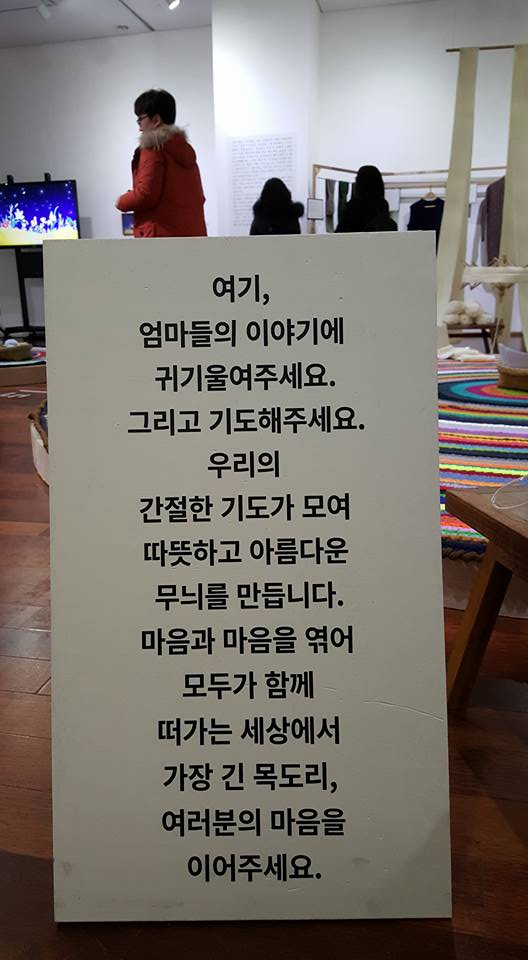 여기,
엄마들의 이야기에
귀기울여주세요.
그리고 기도해주세요.
우리의
간절한 기도가 모여
따뜻하고 아름다운
무늬를 만듭니다.
마음과 마음을 엮어
모두가 함께
떠가는 세상에서
가장 긴 목도리,
여러분의 마음을
이어주세요.